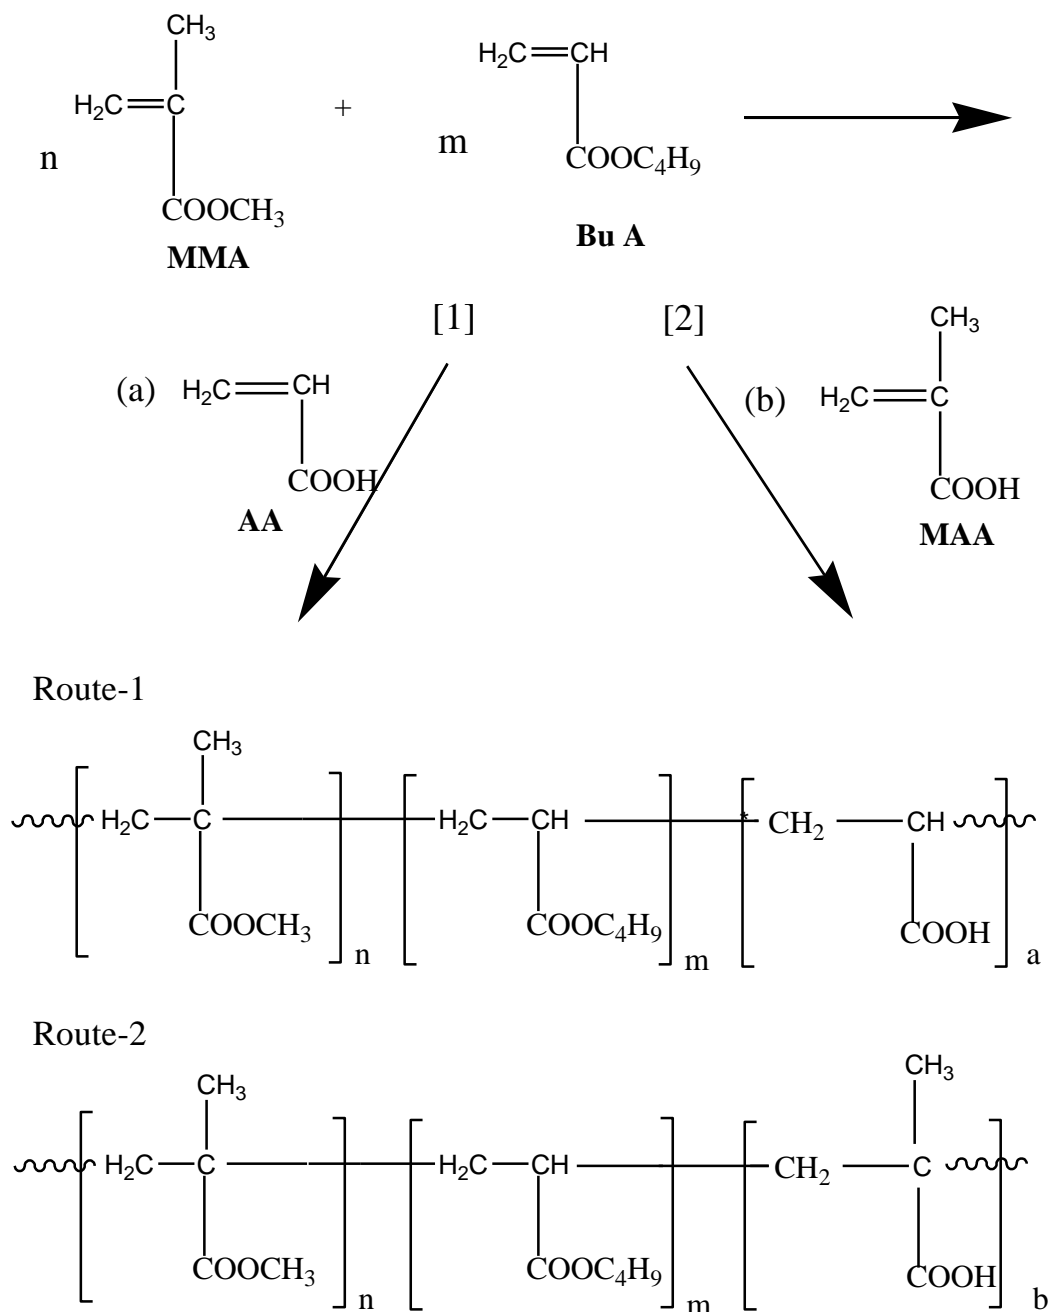 CH₃
H₂C=CH
H₂C=C
+
n
m
COOC₄H₉
COOCH₃
Bu A
MMA
[1]
[2]
CH₃
(a) H₂C=CH
(b) H₂C=C
COOH
COOH
AA
MAA
Route-1
CH₃
H₂C C H₂C CH * CH₂ CH
COOCH₃ COOC₄H₉ COOH
n m a
Route-2
CH₃ CH₃
H₂C C H₂C CH CH₂ C
COOCH₃ COOC₄H₉ COOH
n m b